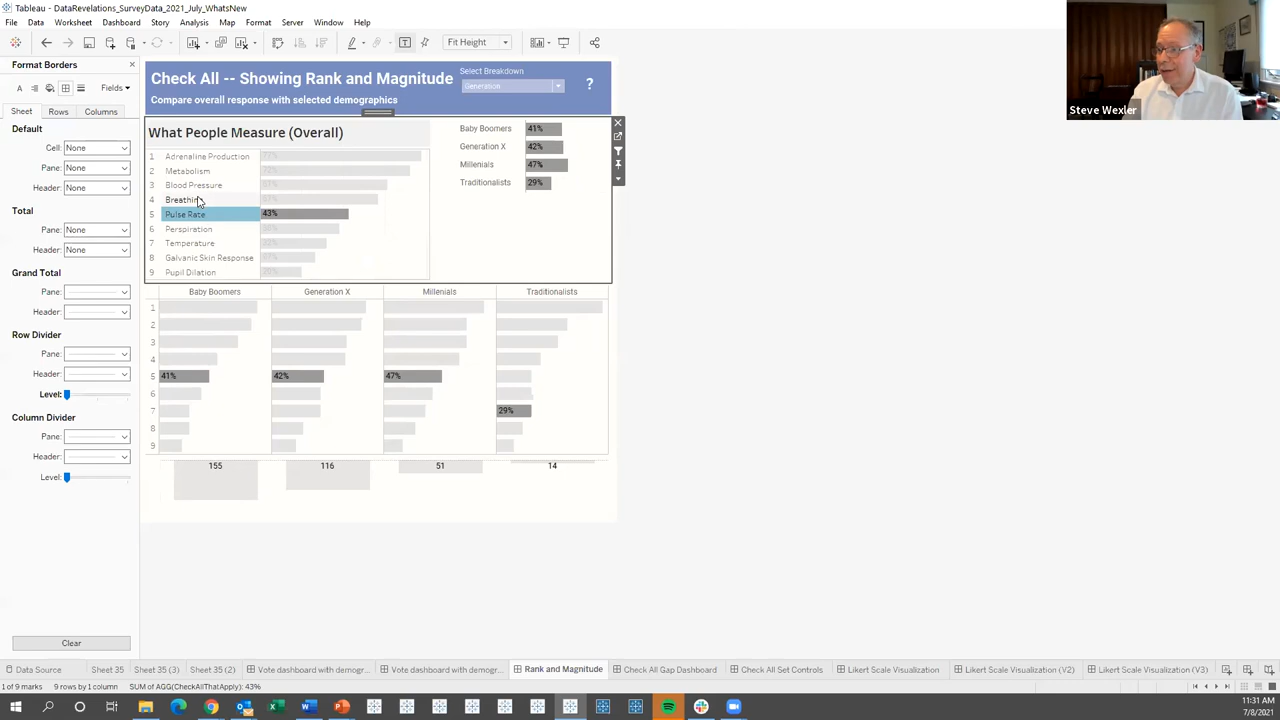 Tableau - DataRevelations_SurveyData_2021_July_WhatsNew
File Data Worksheet Dashboard Story Analysis Map Format Server Window Help
Fit Height
Format Borders
Fields
Sheet Rows Columns
Default
Cell: None
Pane: None
Header: None
Total
Pane: None
Header: None
Grand Total
Pane:
Header:
Row Divider
Pane:
Header:
Level:
Column Divider
Pane:
Header:
Level:
Clear
Check All -- Showing Rank and Magnitude
Compare overall response with selected demographics
Select Breakdown
Generation
?
What People Measure (Overall)
1 Adrenaline Production
2 Metabolism
3 Blood Pressure
4 Breathing
5 Pulse Rate 43%
6 Perspiration
7 Temperature
8 Galvanic Skin Response
9 Pupil Dilation
Baby Boomers 41%
Generation X 42%
Millenials 47%
Traditionalists 29%
Baby Boomers Generation X Millenials Traditionalists
1
2
3
4
5 41% 42% 47%
6
7 29%
8
9
155 116 51 14
Steve Wexler
Data Source Sheet 35 Sheet 35 (3) Sheet 35 (2) Vote dashboard with demogr... Vote dashboard with demogr... Rank and Magnitude Check All Gap Dashboard Check All Set Controls Likert Scale Visualization Likert Scale Visualization (V2) Likert Scale Visualization (V3)
1 of 9 marks 9 rows by 1 column SUM of AGG(CheckAllThatApply): 43%
11:31 AM
7/8/2021